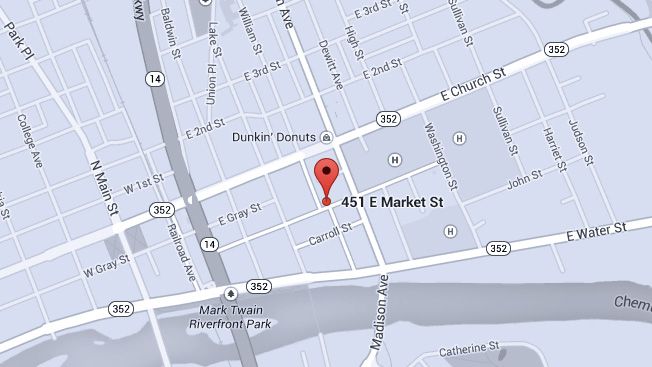 Park Pl
College Ave
N Main St
kwy
Baldwin St
Lake St
Union Pl
William St
E 3rd St
Dewitt Ave
High St
E 2nd St
Sullivan St
E Church St
352
14
352
Dunkin' Donuts
E 2nd St
W 1st St
352
E Gray St
14
W Gray St
Railroad Ave
451 E Market St
Carroll St
H
H
H
Washington St
Sullivan St
Harriet St
Judson St
John St
352
E Water St
352
352
Mark Twain
Riverfront Park
Madison Ave
Catherine St
Chem